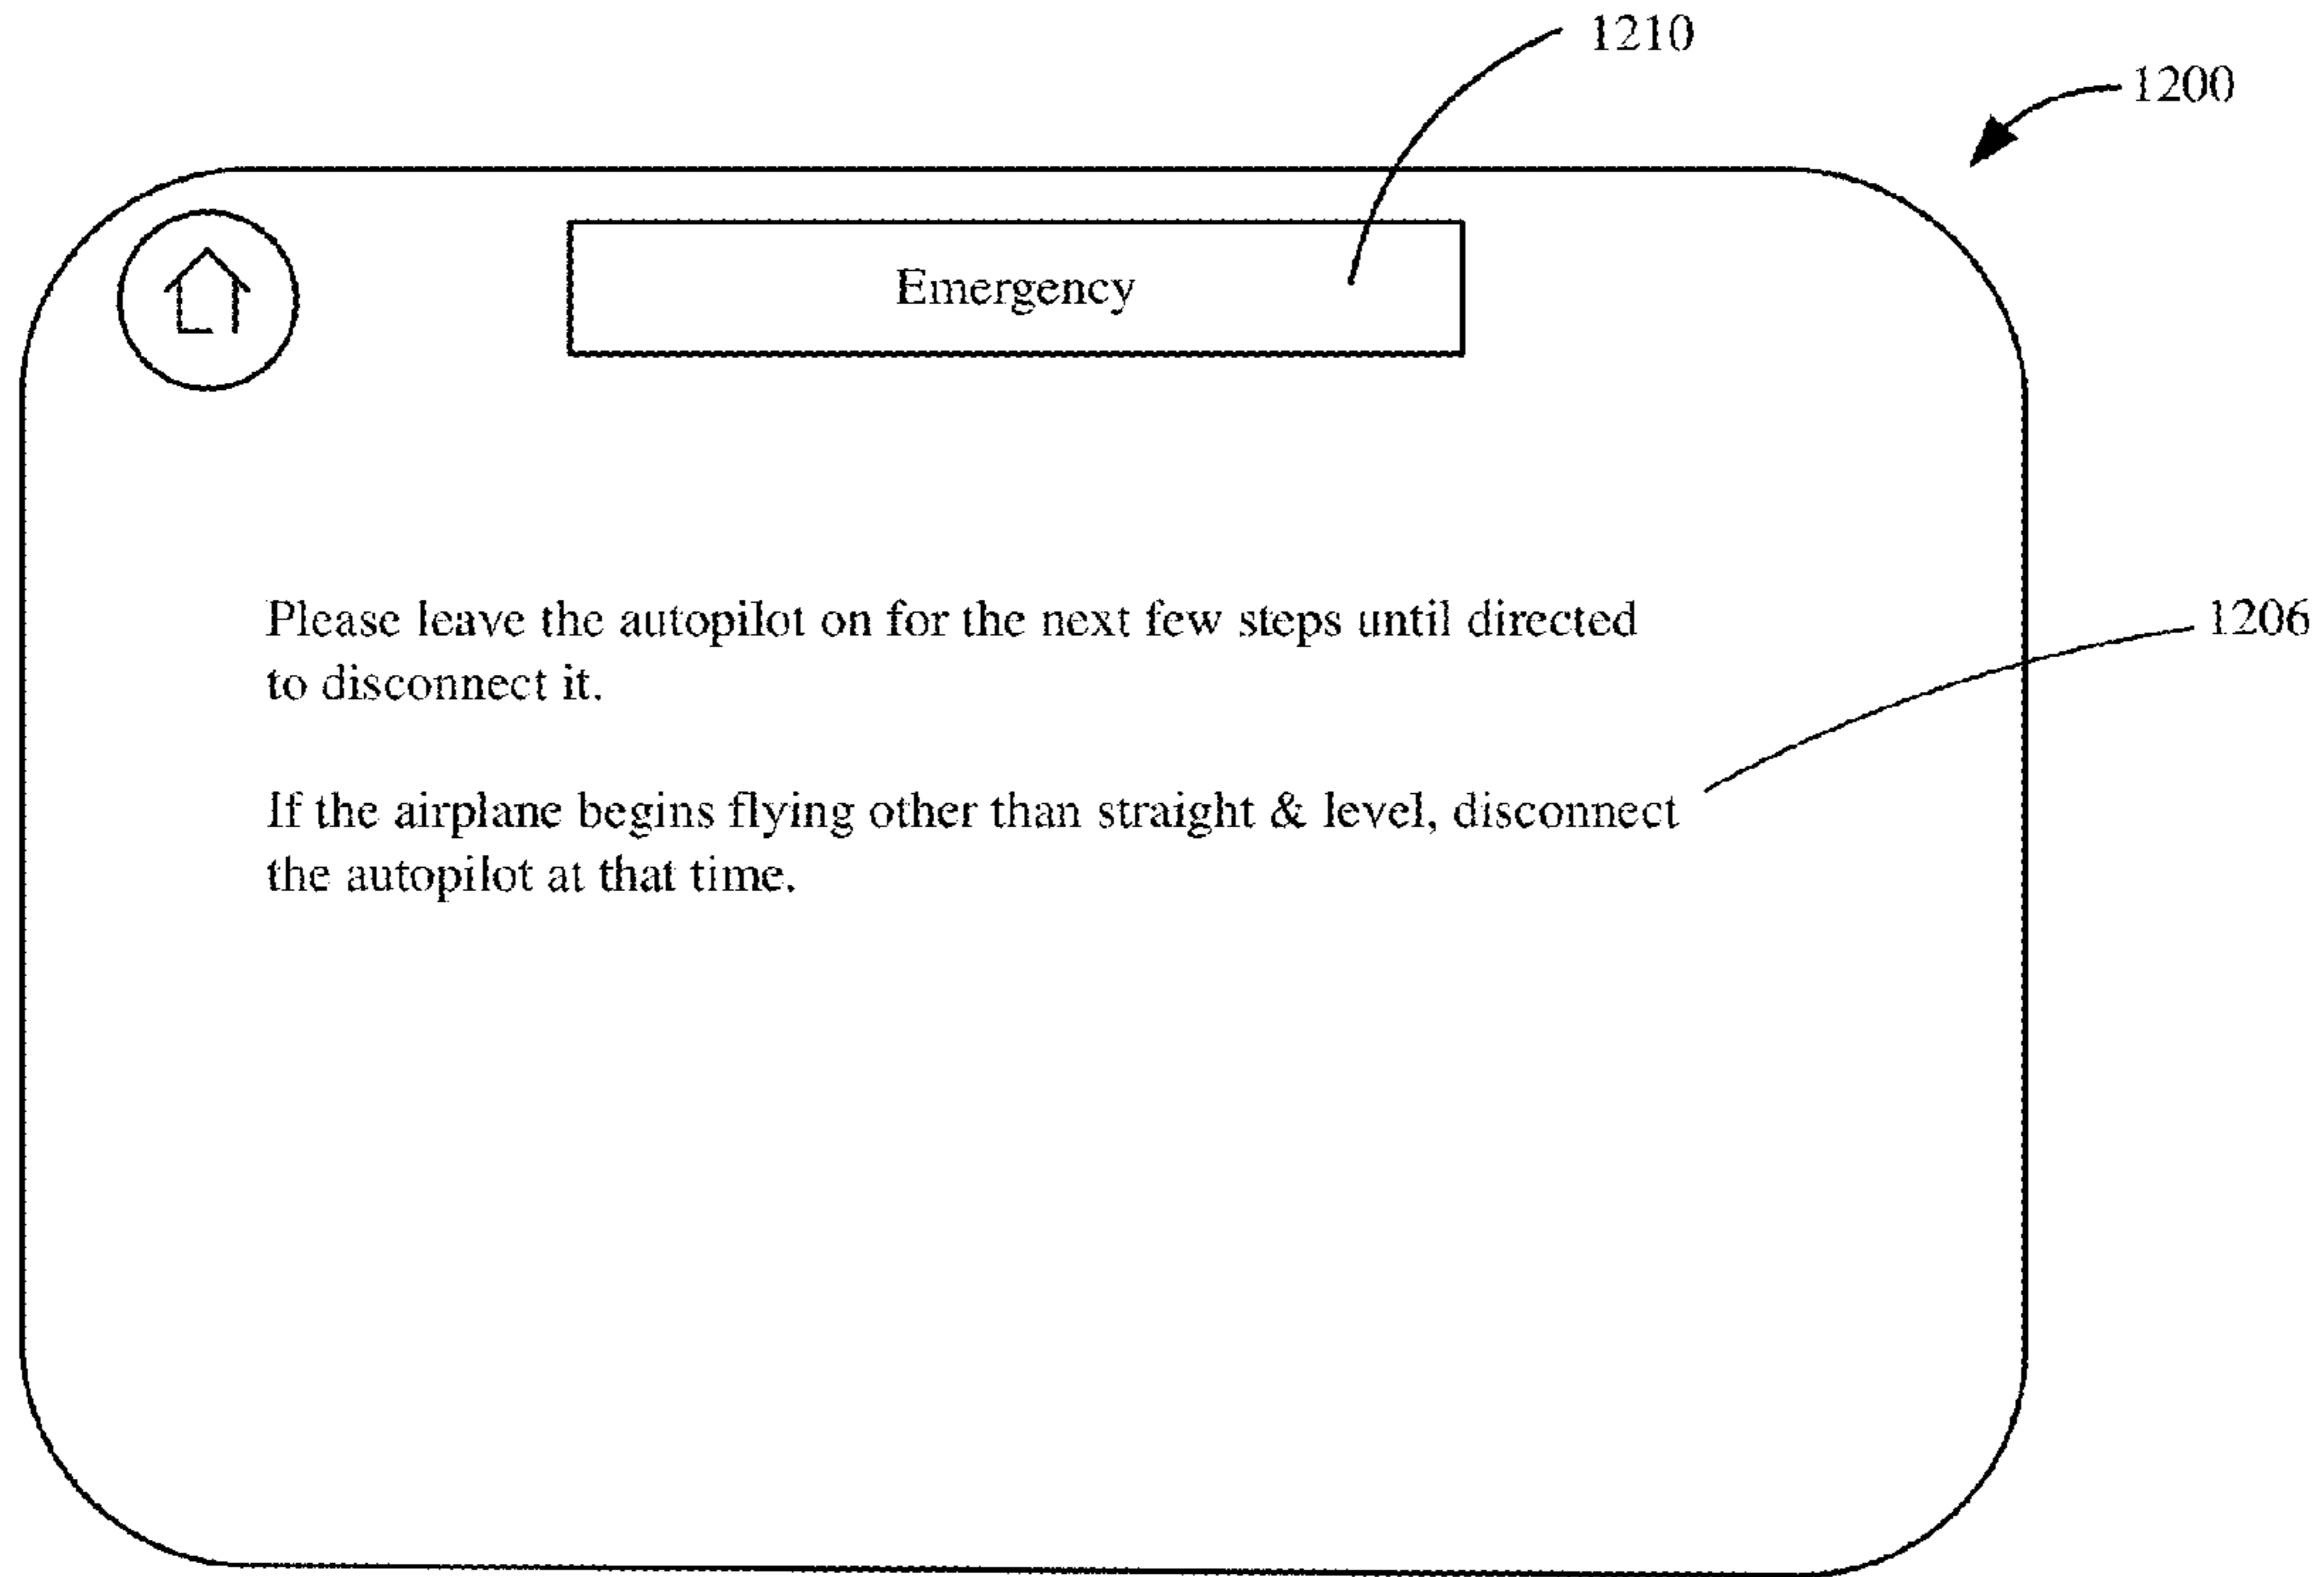 1210
1200
Emergency
Please leave the autopilot on for the next few steps until directed
to disconnect it.
1206
If the airplane begins flying other than straight & level, disconnect
the autopilot at that time.